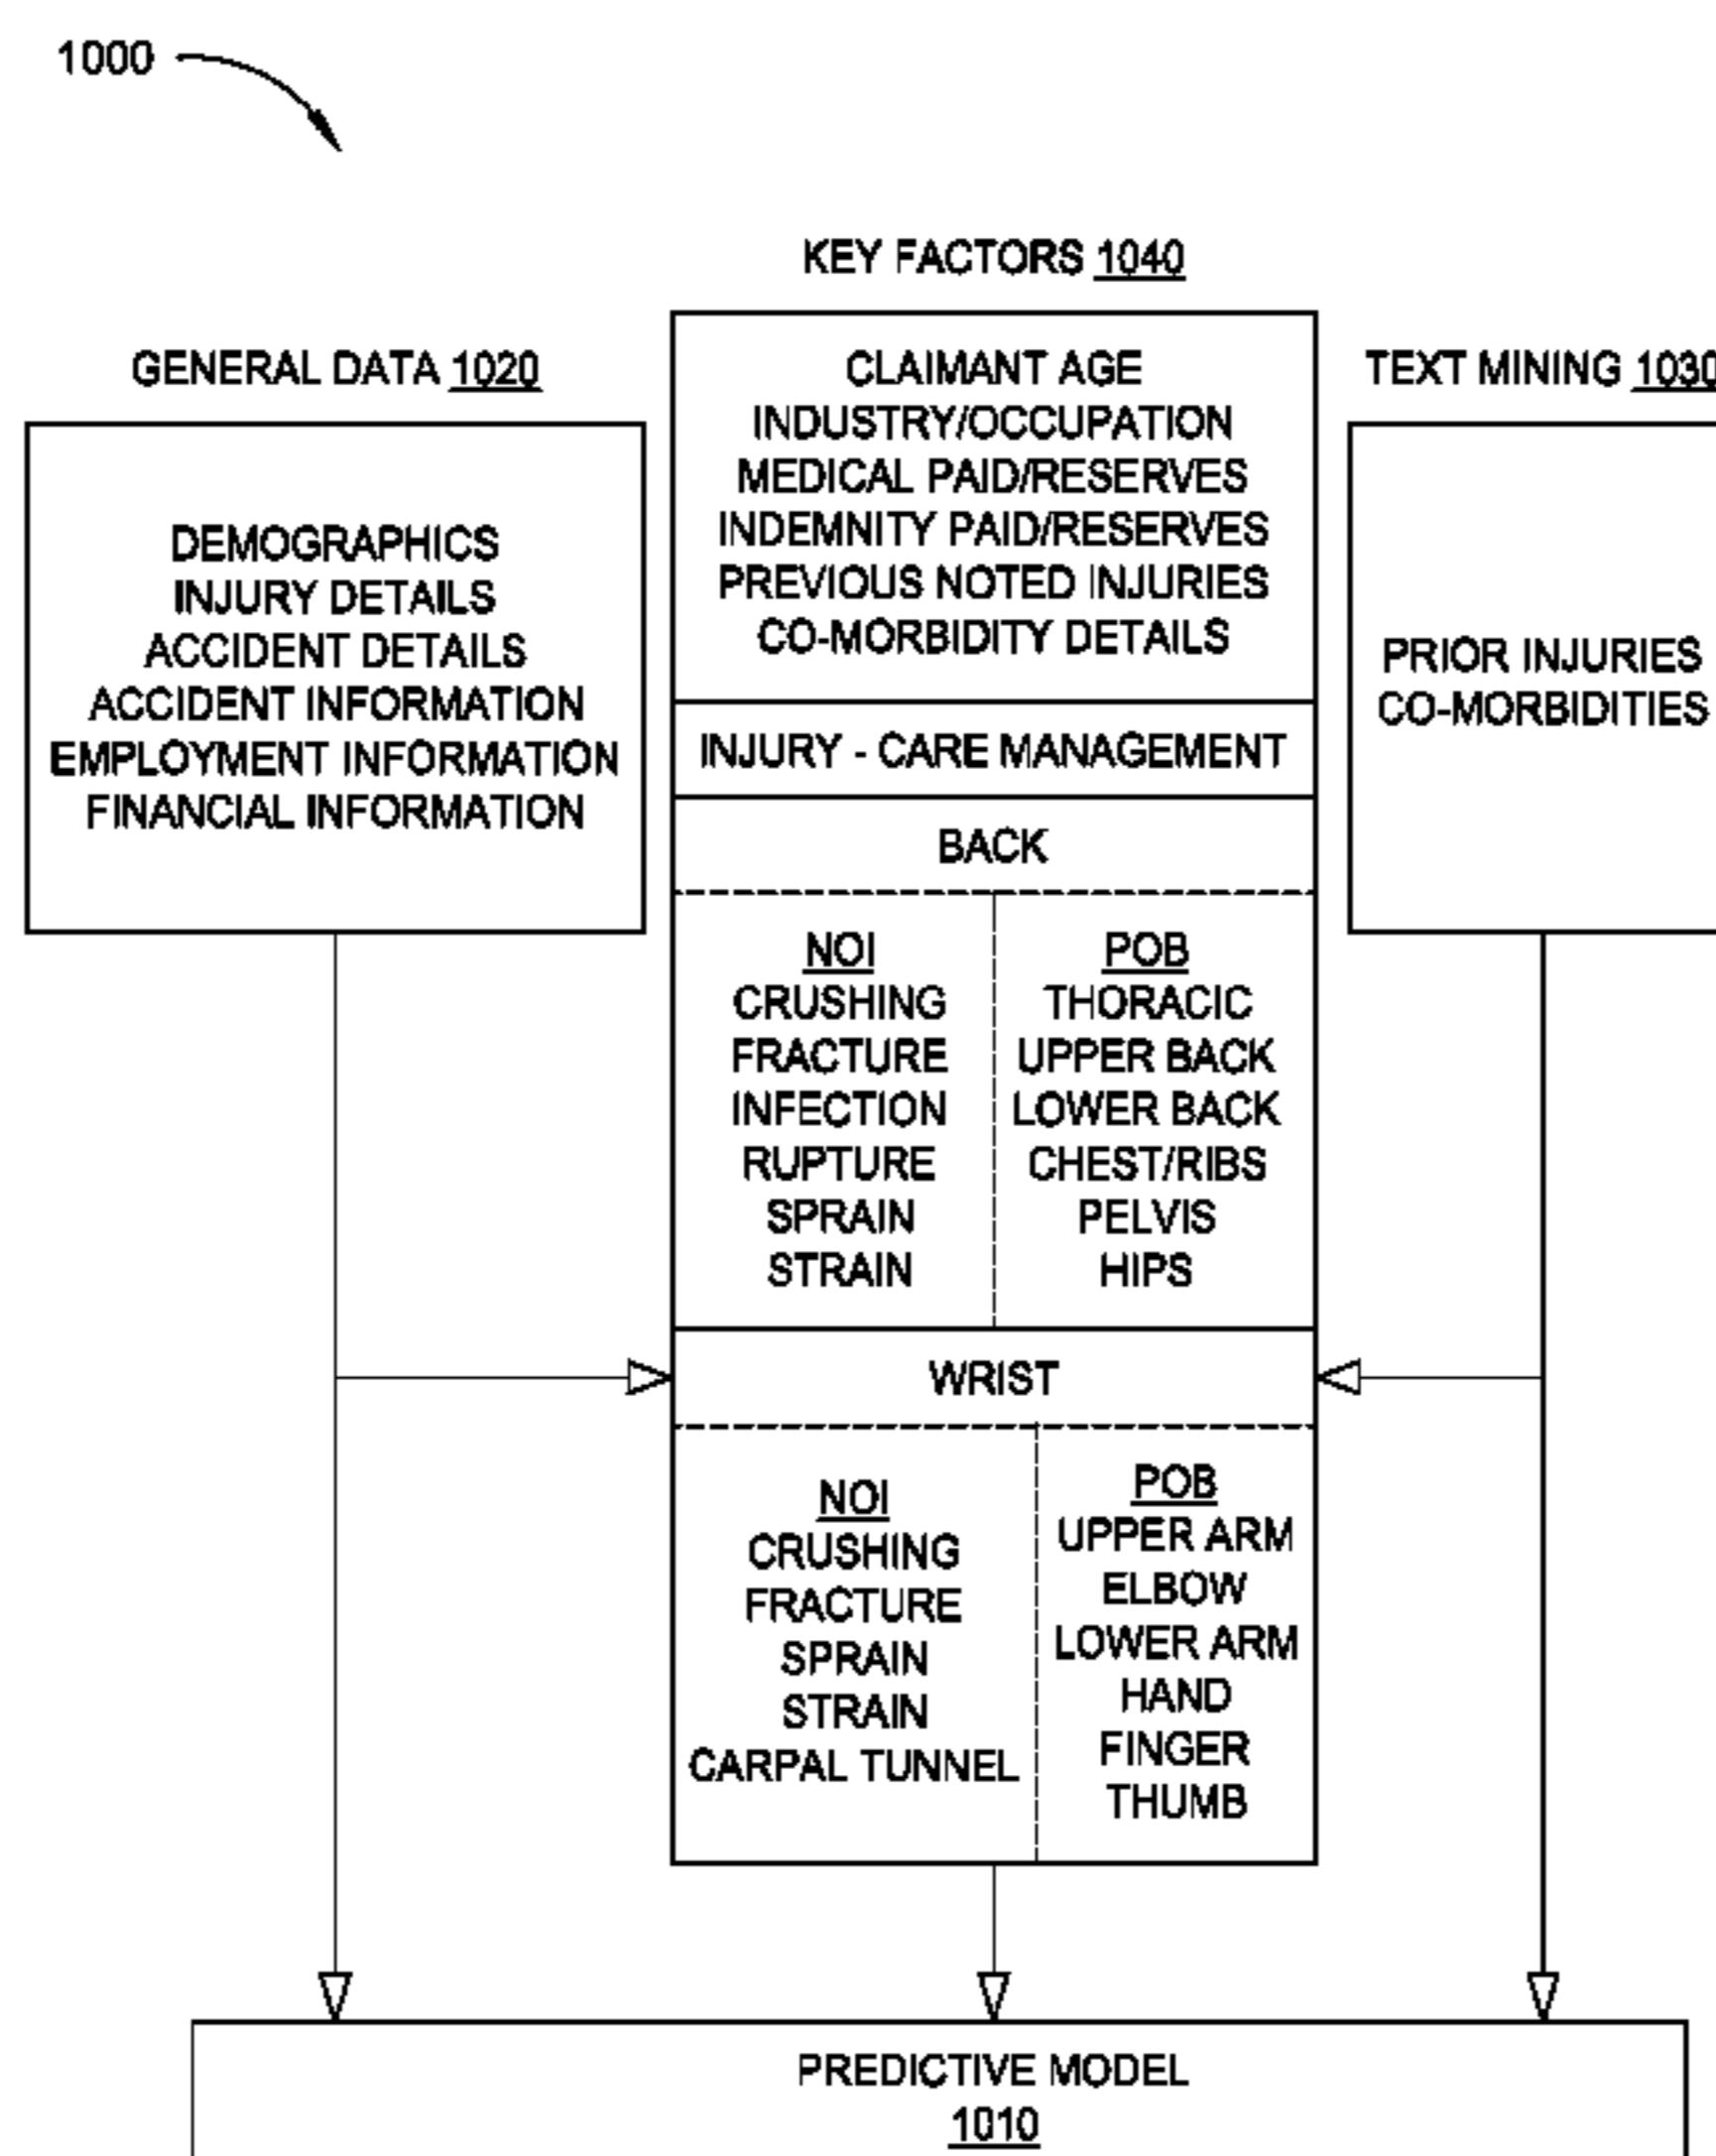 1000
KEY FACTORS 1040
GENERAL DATA 1020
TEXT MINING 1030
DEMOGRAPHICS
INJURY DETAILS
ACCIDENT DETAILS
ACCIDENT INFORMATION
EMPLOYMENT INFORMATION
FINANCIAL INFORMATION
CLAIMANT AGE
INDUSTRY/OCCUPATION
MEDICAL PAID/RESERVES
INDEMNITY PAID/RESERVES
PREVIOUS NOTED INJURIES
CO-MORBIDITY DETAILS
INJURY - CARE MANAGEMENT
BACK
NOI
CRUSHING
FRACTURE
INFECTION
RUPTURE
SPRAIN
STRAIN
POB
THORACIC
UPPER BACK
LOWER BACK
CHEST/RIBS
PELVIS
HIPS
WRIST
NOI
CRUSHING
FRACTURE
SPRAIN
STRAIN
CARPAL TUNNEL
POB
UPPER ARM
ELBOW
LOWER ARM
HAND
FINGER
THUMB
PRIOR INJURIES
CO-MORBIDITIES
PREDICTIVE MODEL
1010